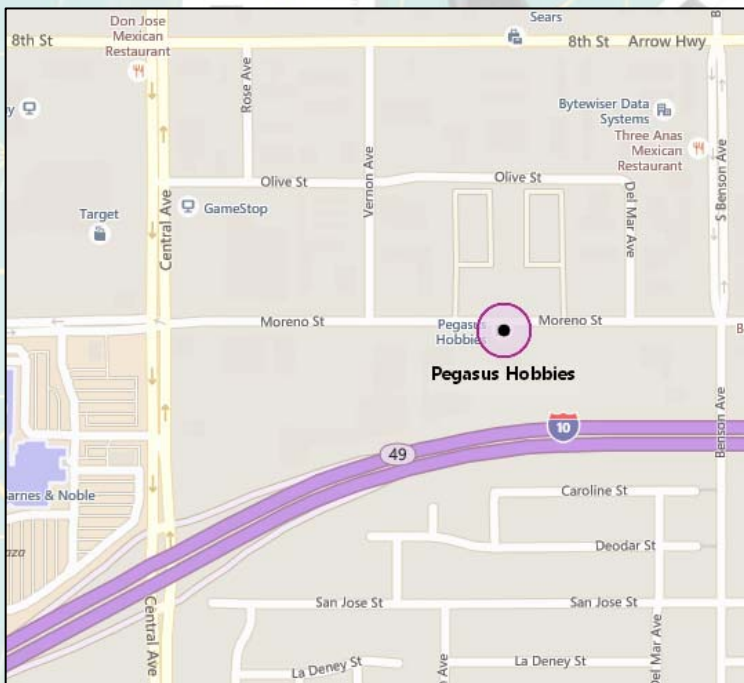 Don Jose
Mexican
Restaurant
Sears
8th St
8th St
Arrow Hwy
B
Rose Ave
Bytewiser Data
Systems
Three Anas
Mexican
Restaurant
S Benson Ave
Vernon Ave
Olive St
Olive St
Del Mar Ave
Target
GameStop
Central Ave
Moreno St
Pegasus
Hobbies
Moreno St
B
Pegasus Hobbies
10
49
Benson Ave
arnes & Noble
Caroline St
Deodar St
aza
San Jose St
San Jose St
Central Ave
La Deney St
n Ave
La Deney St
Del Mar Ave